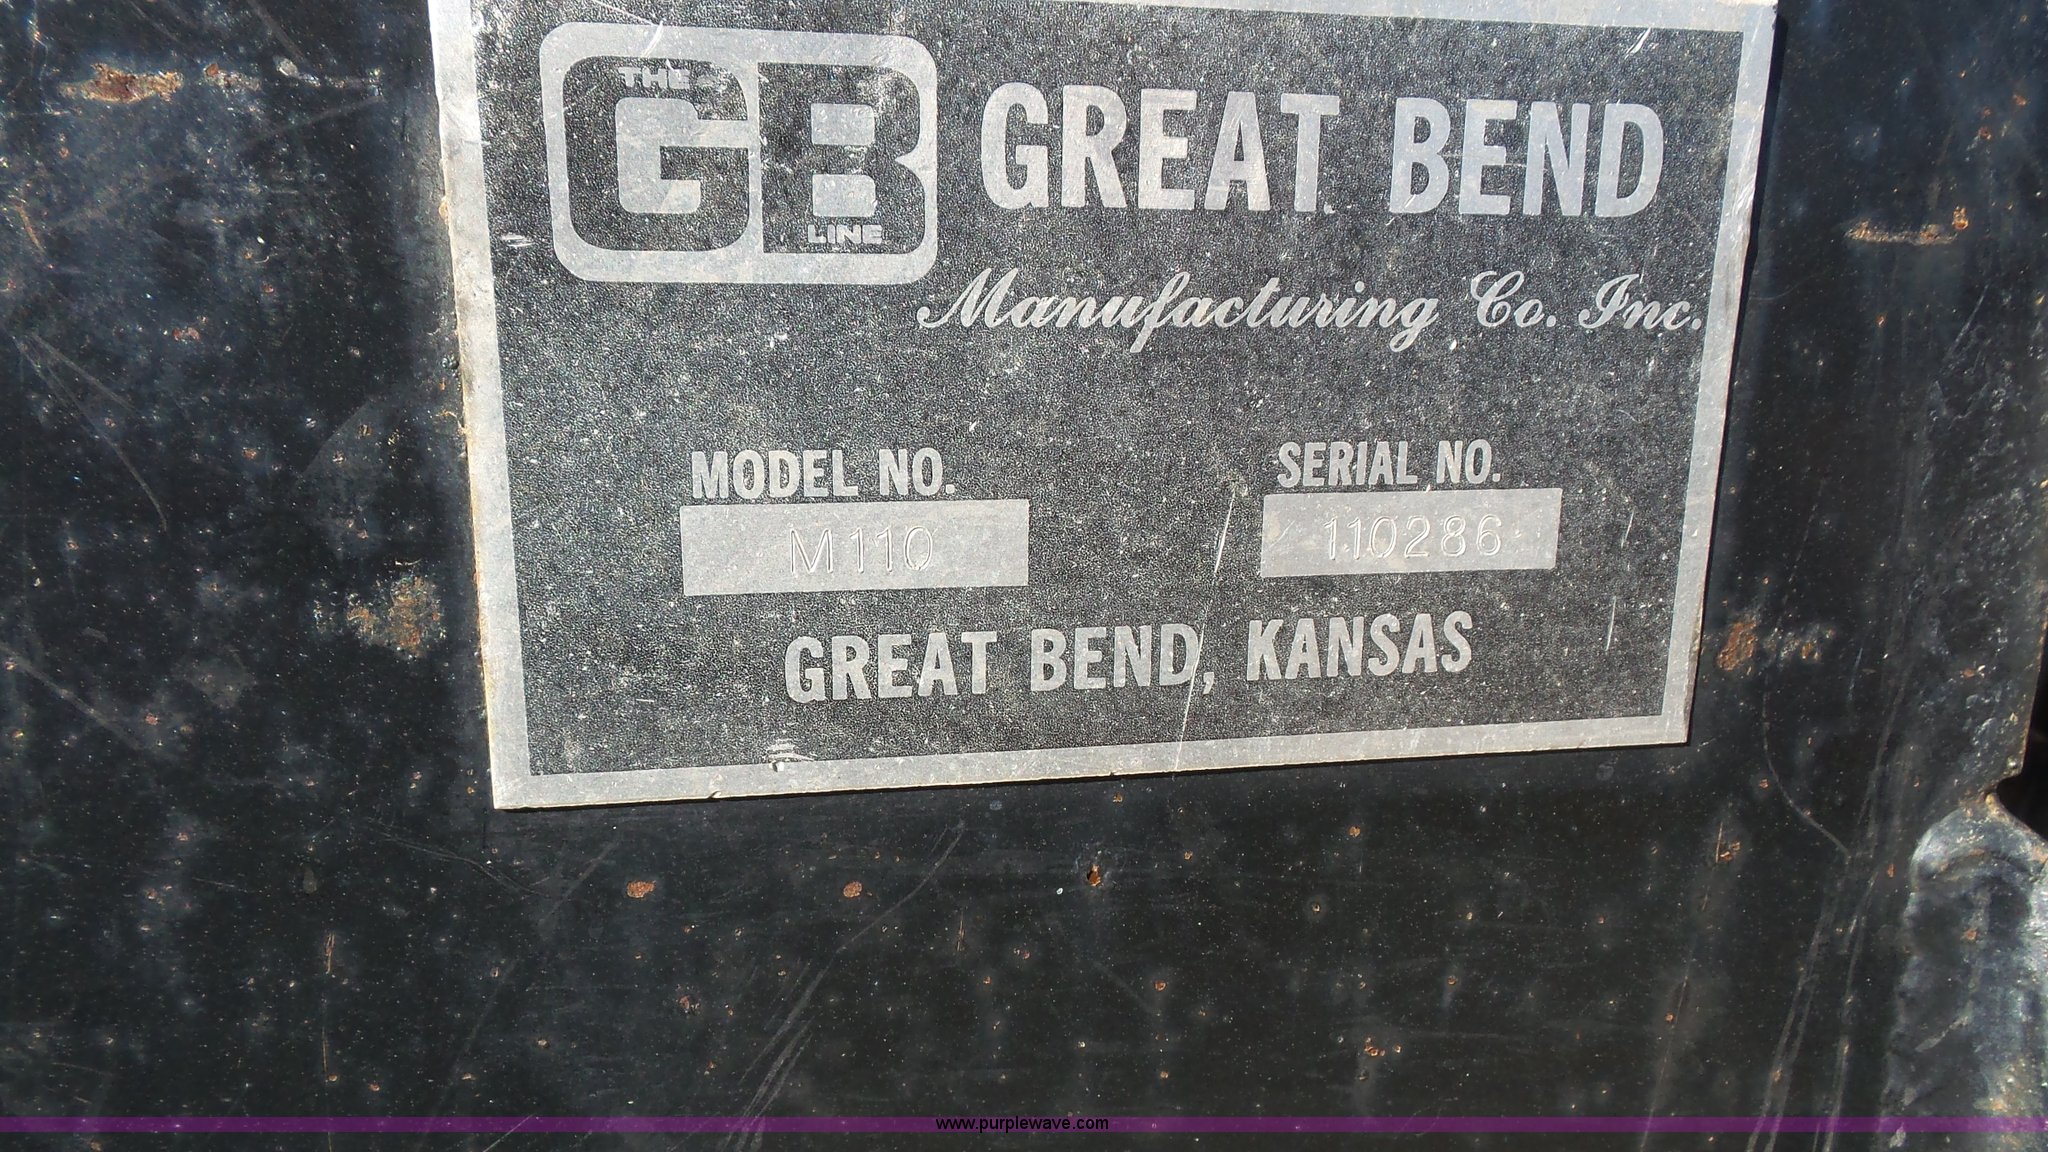 THE
GB
LINE
GREAT BEND
Manufacturing Co. Inc.
MODEL NO.
SERIAL NO.
M110
110286
GREAT BEND, KANSAS
www.purplewave.com